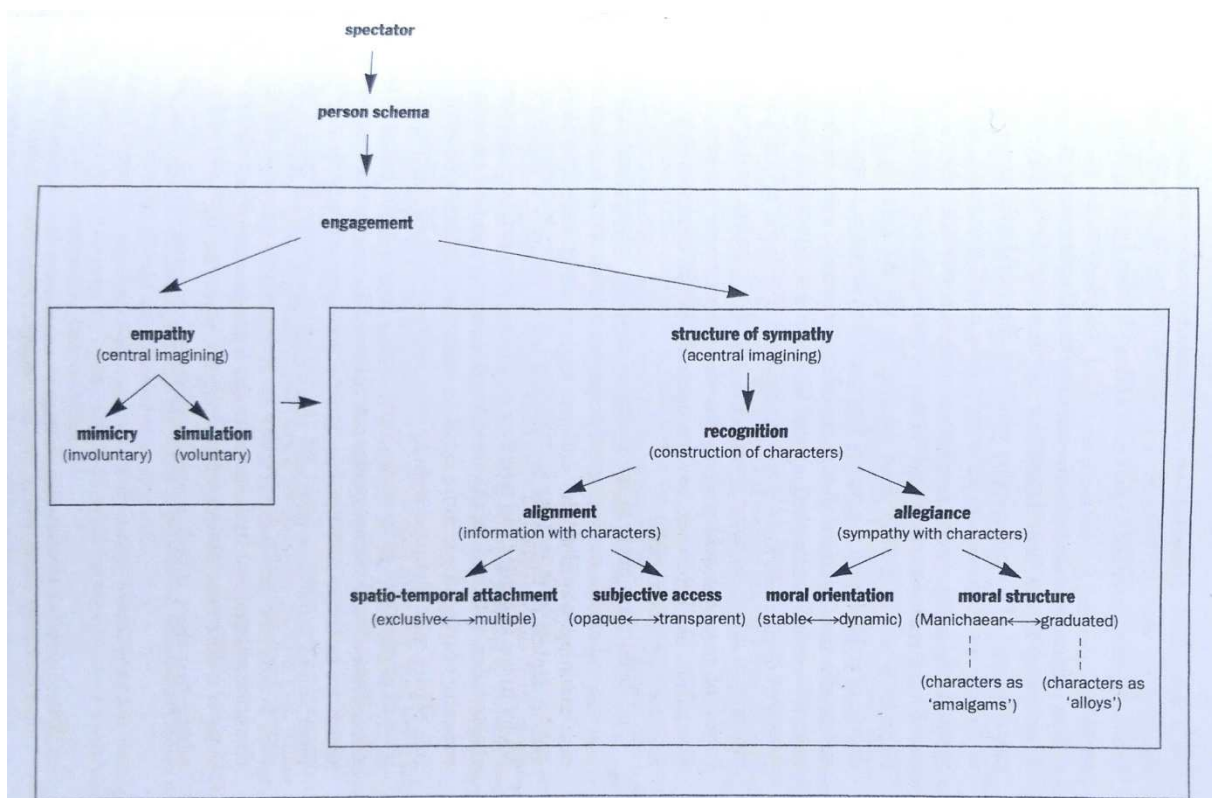 spectator
person schema
engagement
empathy
(central imagining)
mimicry
(involuntary)
simulation
(voluntary)
structure of sympathy
(acentral imagining)
recognition
(construction of characters)
alignment
(information with characters)
allegiance
(sympathy with characters)
spatio-temporal attachment
(exclusive⟷multiple)
subjective access
(opaque⟷transparent)
moral orientation
(stable⟷dynamic)
moral structure
(Manichaean⟷graduated)
(characters as
‘amalgams’)
(characters as
‘alloys’)